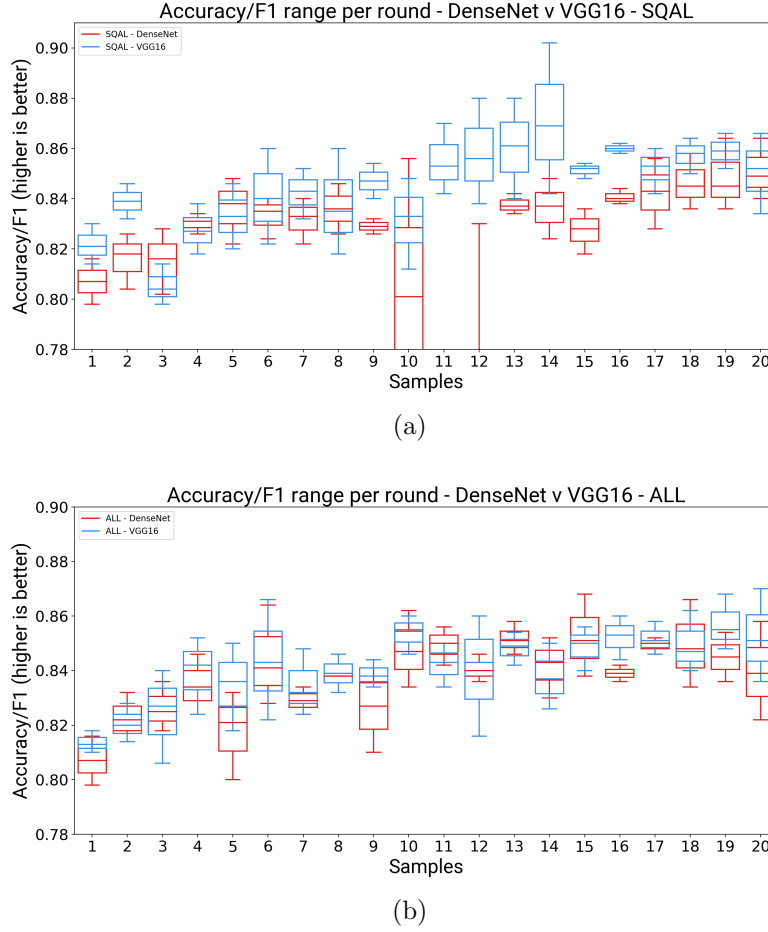 Accuracy/F1 range per round - DenseNet v VGG16 - SQAL
SQAL - DenseNet
SQAL - VGG16
Accuracy/F1 (higher is better)
0.90
0.88
0.86
0.84
0.82
0.80
0.78
1 2 3 4 5 6 7 8 9 10 11 12 13 14 15 16 17 18 19 20
Samples
(a)
Accuracy/F1 range per round - DenseNet v VGG16 - ALL
ALL - DenseNet
ALL - VGG16
Accuracy/F1 (higher is better)
0.90
0.88
0.86
0.84
0.82
0.80
0.78
1 2 3 4 5 6 7 8 9 10 11 12 13 14 15 16 17 18 19 20
Samples
(b)